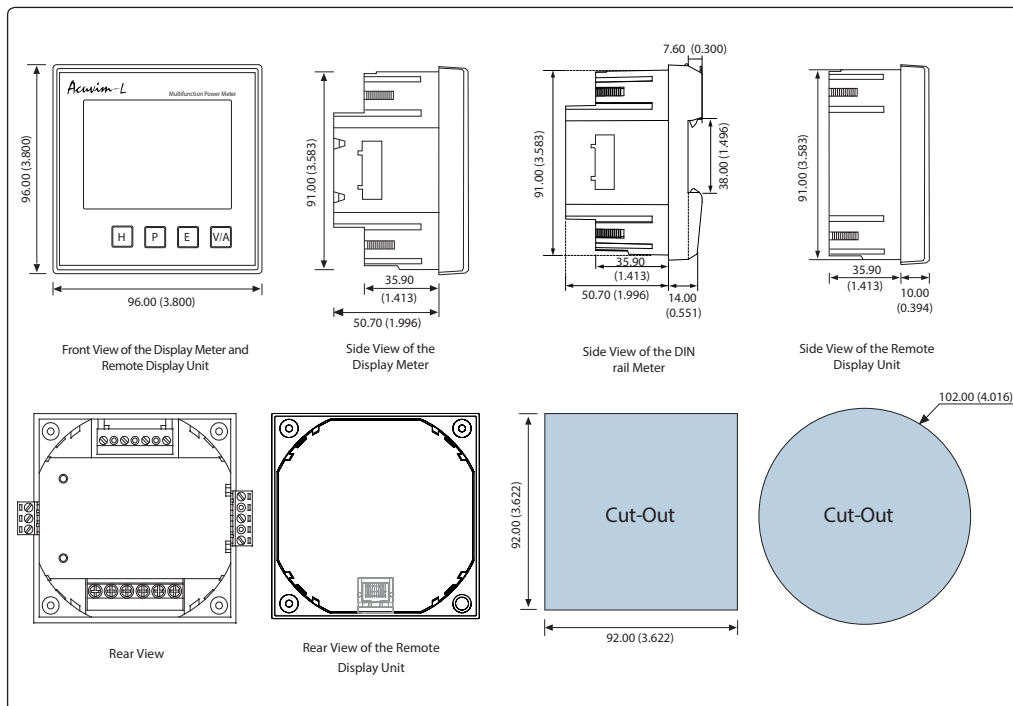 Acuvim-L
Multifunction Power Meter
H
P
E
V/A
96.00 (3.800)
96.00 (3.800)
Front View of the Display Meter and
Remote Display Unit
91.00 (3.583)
35.90
(1.413)
50.70 (1.996)
Side View of the
Display Meter
7.60 (0.300)
91.00 (3.583)
38.00 (1.496)
35.90
(1.413)
50.70 (1.996)
14.00
(0.551)
Side View of the DIN
rail Meter
91.00 (3.583)
35.90
(1.413)
10.00
(0.394)
Side View of the Remote
Display Unit
Rear View
Rear View of the Remote
Display Unit
92.00 (3.622)
Cut-Out
92.00 (3.622)
102.00 (4.016)
Cut-Out